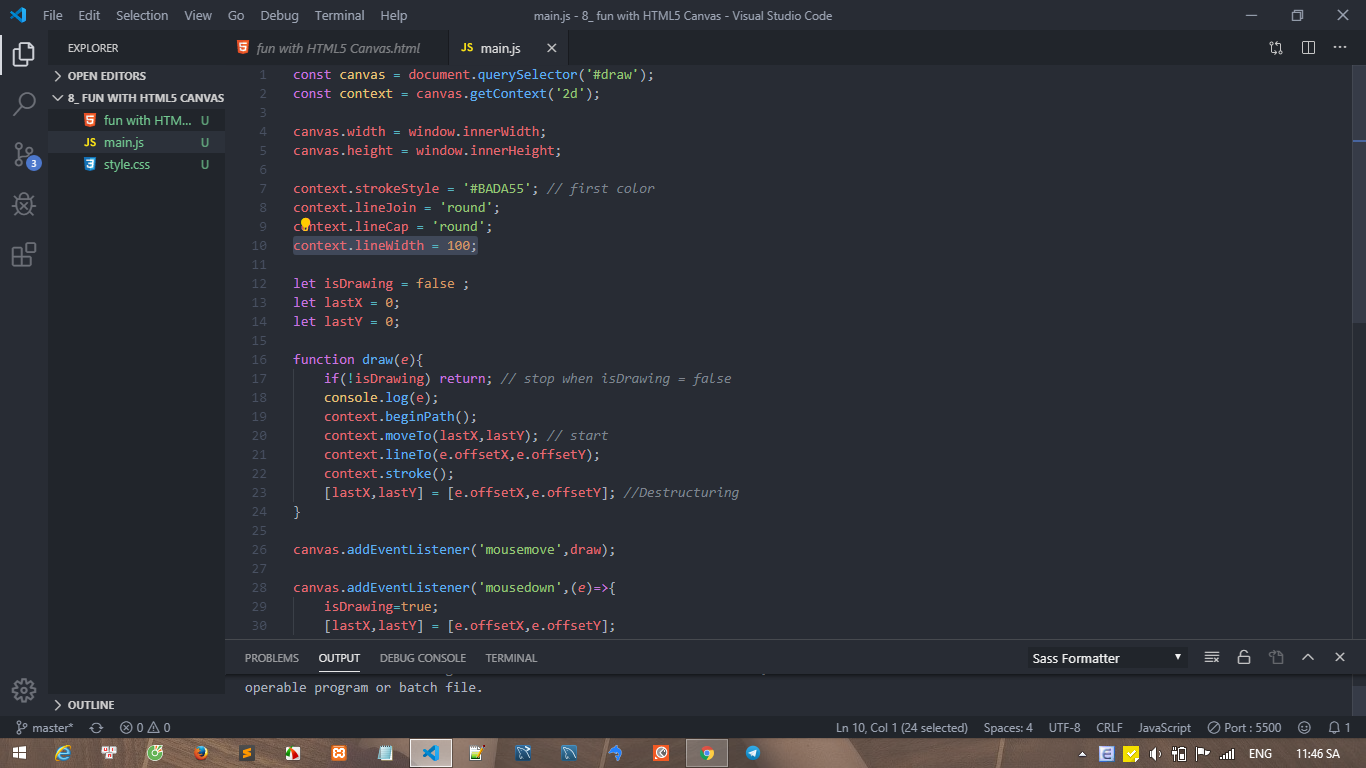 File Edit Selection View Go Debug Terminal Help
main.js - 8_ fun with HTML5 Canvas - Visual Studio Code
EXPLORER
OPEN EDITORS
8_ FUN WITH HTML5 CANVAS
fun with HTM... U
JS main.js U
style.css U
3
OUTLINE
fun with HTML5 Canvas.html
JS main.js
1 const canvas = document.querySelector('#draw');
2 const context = canvas.getContext('2d');
3
4 canvas.width = window.innerWidth;
5 canvas.height = window.innerHeight;
6
7 context.strokeStyle = '#BADA55'; // first color
8 context.lineJoin = 'round';
9 context.lineCap = 'round';
10 context.lineWidth = 100;
11
12 let isDrawing = false ;
13 let lastX = 0;
14 let lastY = 0;
15
16 function draw(e){
17 if(!isDrawing) return; // stop when isDrawing = false
18 console.log(e);
19 context.beginPath();
20 context.moveTo(lastX,lastY); // start
21 context.lineTo(e.offsetX,e.offsetY);
22 context.stroke();
23 [lastX,lastY] = [e.offsetX,e.offsetY]; //Destructuring
24 }
25
26 canvas.addEventListener('mousemove',draw);
27
28 canvas.addEventListener('mousedown',(e)=>{
29 isDrawing=true;
30 [lastX,lastY] = [e.offsetX,e.offsetY];
PROBLEMS OUTPUT DEBUG CONSOLE TERMINAL
Sass Formatter
operable program or batch file.
master* 0 0
Ln 10, Col 1 (24 selected) Spaces: 4 UTF-8 CRLF JavaScript Port : 5500 1
ENG 11:46 SA